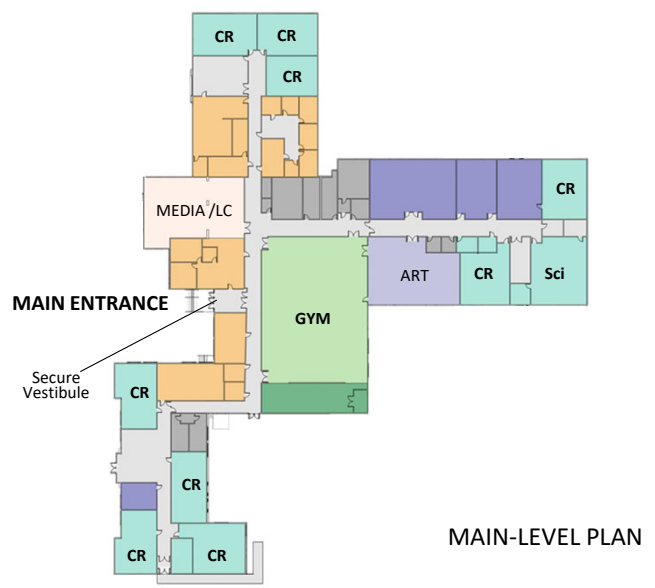 CR CR
CR
CR
MEDIA /LC
ART
CR
Sci
MAIN ENTRANCE
GYM
Secure
Vestibule
CR
CR
CR
CR
MAIN-LEVEL PLAN